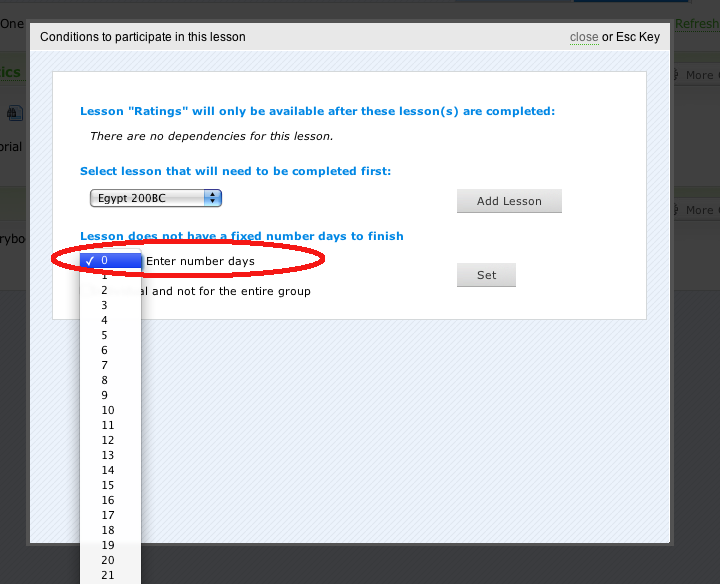 One
Refresh
Conditions to participate in this lesson
close or Esc Key
ics
More
Lesson "Ratings" will only be available after these lesson(s) are completed:
There are no dependencies for this lesson.
orial
Select lesson that will need to be completed first:
Egypt 200BC
Add Lesson
More
Lesson does not have a fixed number days to finish
rybo
✓ 0 Enter number days
1
Set
2 al and not for the entire group
3
4
5
6
7
8
9
10
11
12
13
14
15
16
17
18
19
20
21